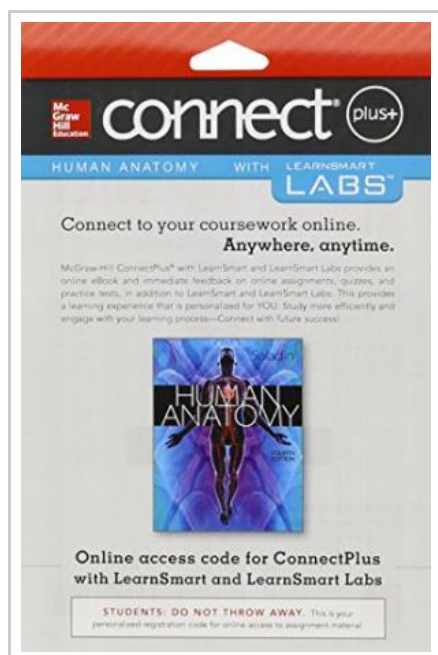 Mc
Graw
Hill
Education
connect® plus+
HUMAN ANATOMY WITH LEARNSMART
LABS™
Connect to your coursework online.
Anywhere, anytime.
McGraw-Hill ConnectPlus® with LearnSmart and LearnSmart Labs provides an
online eBook and immediate feedback on online assignments, quizzes, and
practice tests, in addition to LearnSmart and LearnSmart Labs. This provides
a learning experience that is personalized for YOU. Study more efficiently and
engage with your learning process—Connect with future success!
Saladin
HUMAN
ANATOMY
FOURTH
EDITION
Online access code for ConnectPlus
with LearnSmart and LearnSmart Labs
STUDENTS: DO NOT THROW AWAY. This is your
personalized registration code for online access to assignment material.